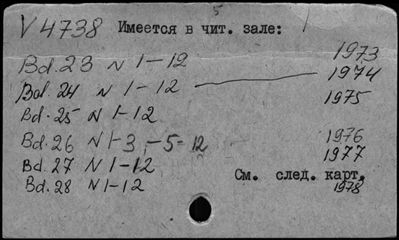 V 4738 Имеется в чит. зале:
Bd. 23 N 1-12 1973
Bd. 24 N 1-12 1974
Bd. 25 N 1-12 1975
Bd. 26 N 1-3, -5=12 1976
Bd. 27 N 1-12 1977
Bd. 28 N 1-12 1978
См. след. карт.